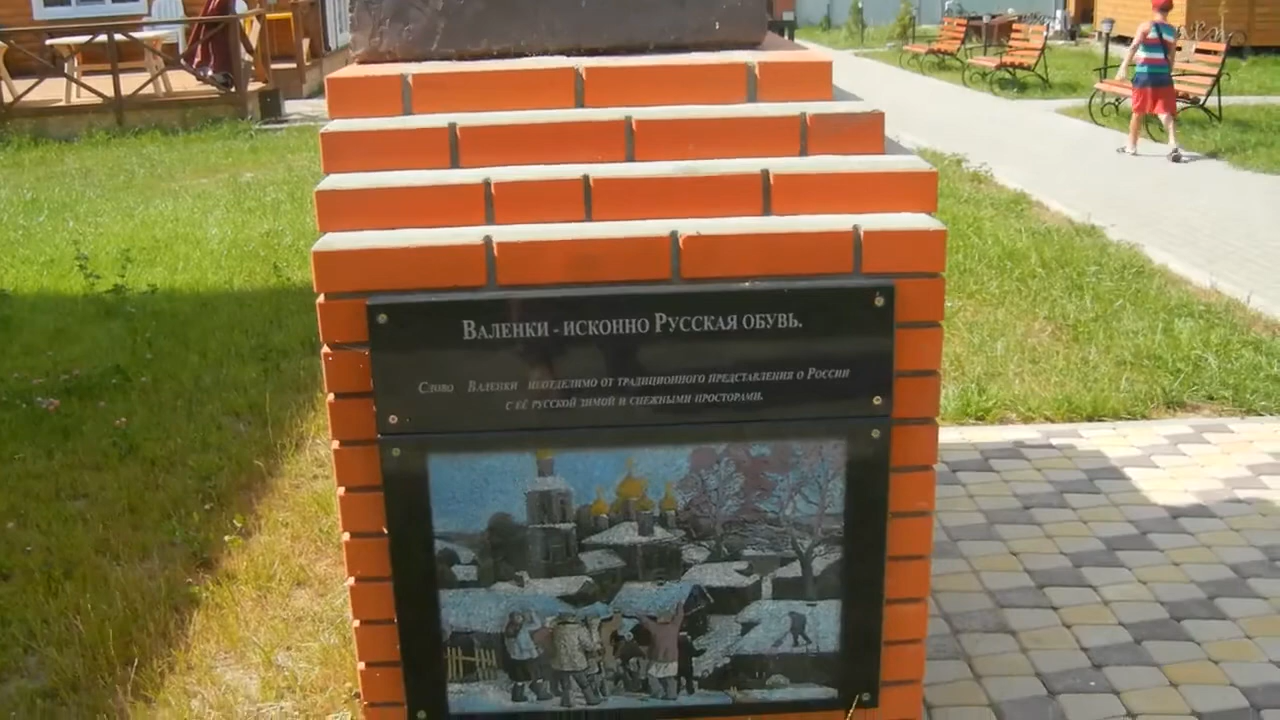 Валенки - исконно Русская обувь.
Слово Валенки неотделимо от традиционного представления о России
с её русской зимой и снежными просторами.